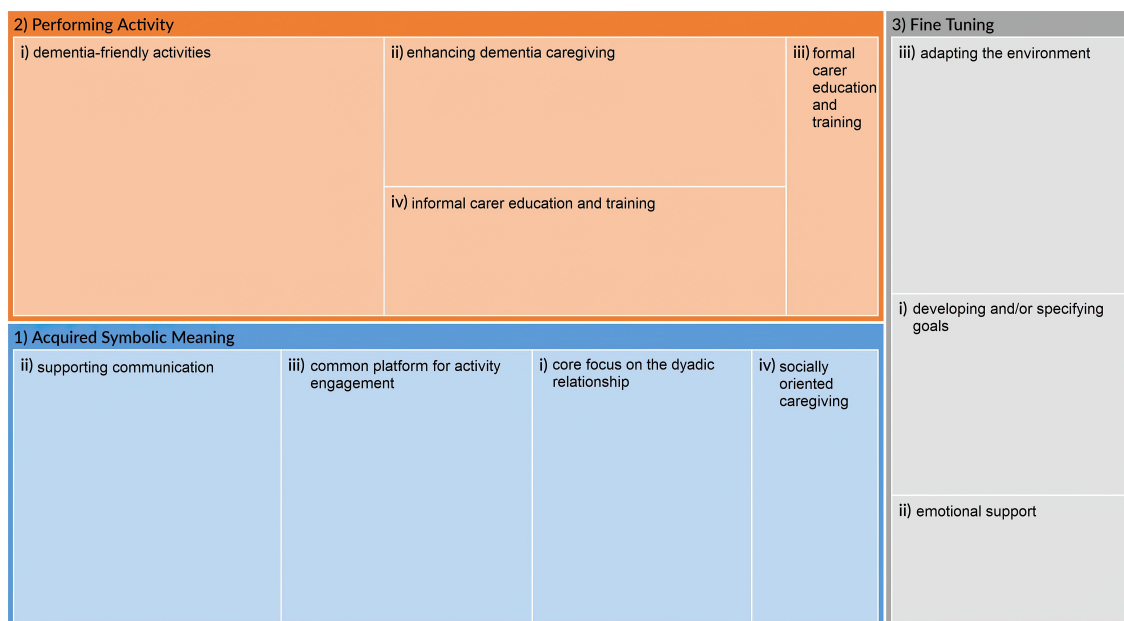 2) Performing Activity
i) dementia-friendly activities
ii) enhancing dementia caregiving
iii) formal
carer
education
and
training
iv) informal carer education and training
1) Acquired Symbolic Meaning
ii) supporting communication
iii) common platform for activity
engagement
i) core focus on the dyadic
relationship
iv) socially
oriented
caregiving
3) Fine Tuning
iii) adapting the environment
i) developing and/or specifying
goals
ii) emotional support